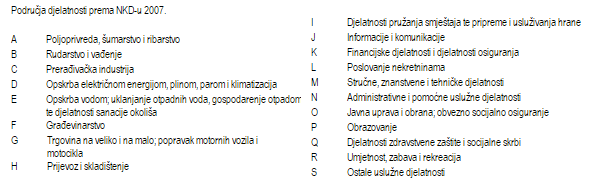 Područja djelatnosti prema NKD-u 2007.
A Poljoprivreda, šumarstvo i ribarstvo
B Rudarstvo i vađenje
C Prerađivačka industrija
D Opskrba električnom energijom, plinom, parom i klimatizacija
E Opskrba vodom; uklanjanje otpadnih voda, gospodarenje otpadom
te djelatnosti sanacije okoliša
F Građevinarstvo
G Trgovina na veliko i na malo; popravak motornih vozila i
motocikla
H Prijevoz i skladištenje
I Djelatnosti pružanja smještaja te pripreme i usluživanja hrane
J Informacije i komunikacije
K Financijske djelatnosti i djelatnosti osiguranja
L Poslovanje nekretninama
M Stručne, znanstvene i tehničke djelatnosti
N Administrativne i pomoćne uslužne djelatnosti
O Javna uprava i obrana; obvezno socijalno osiguranje
P Obrazovanje
Q Djelatnosti zdravstvene zaštite i socijalne skrbi
R Umjetnost, zabava i rekreacija
S Ostale uslužne djelatnosti